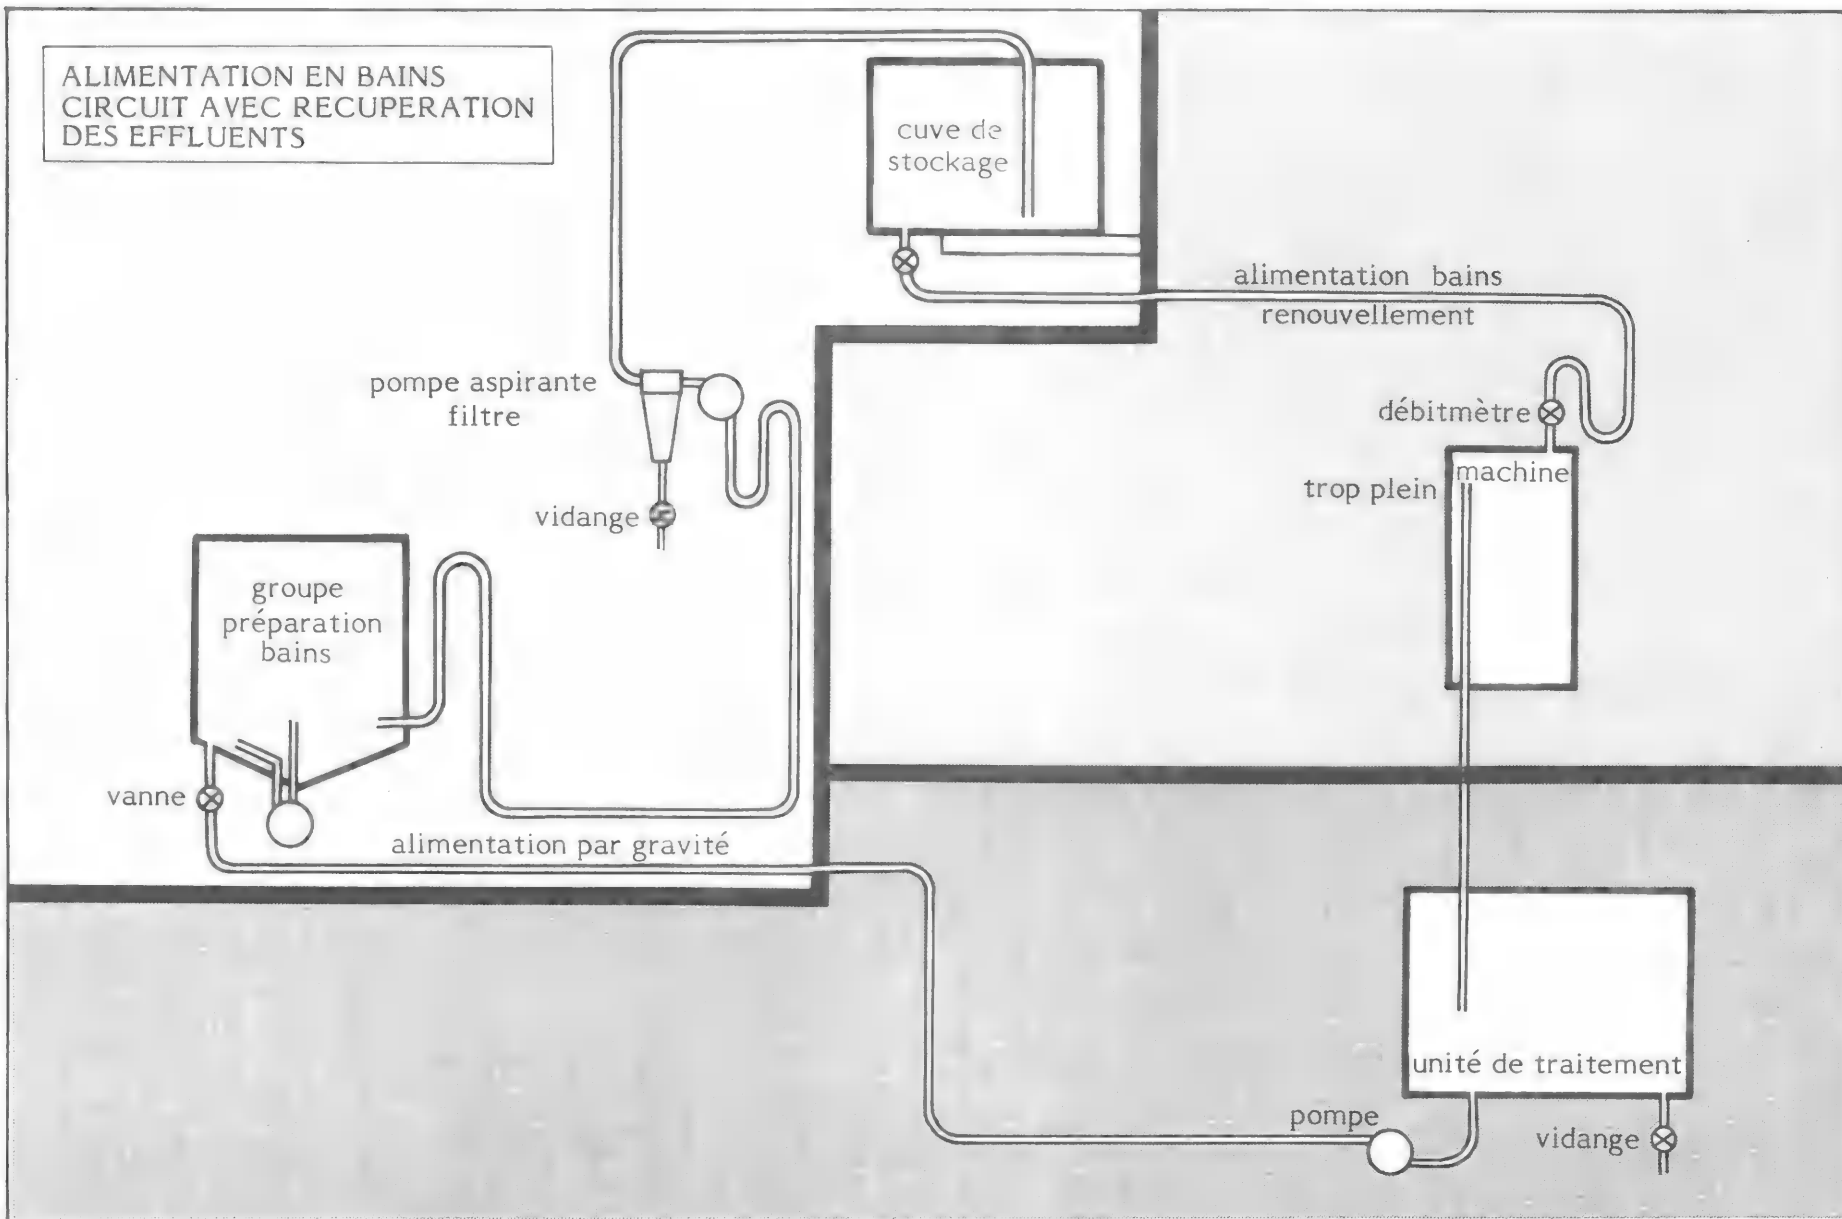 ALIMENTATION EN BAINS
CIRCUIT AVEC RECUPERATION
DES EFFLUENTS
cuve de
stockage
alimentation bains
renouvellement
pompe aspirante
filtre
débitmètre
machine
trop plein
vidange
groupe
préparation
bains
vanne
alimentation par gravité
unité de traitement
pompe
vidange